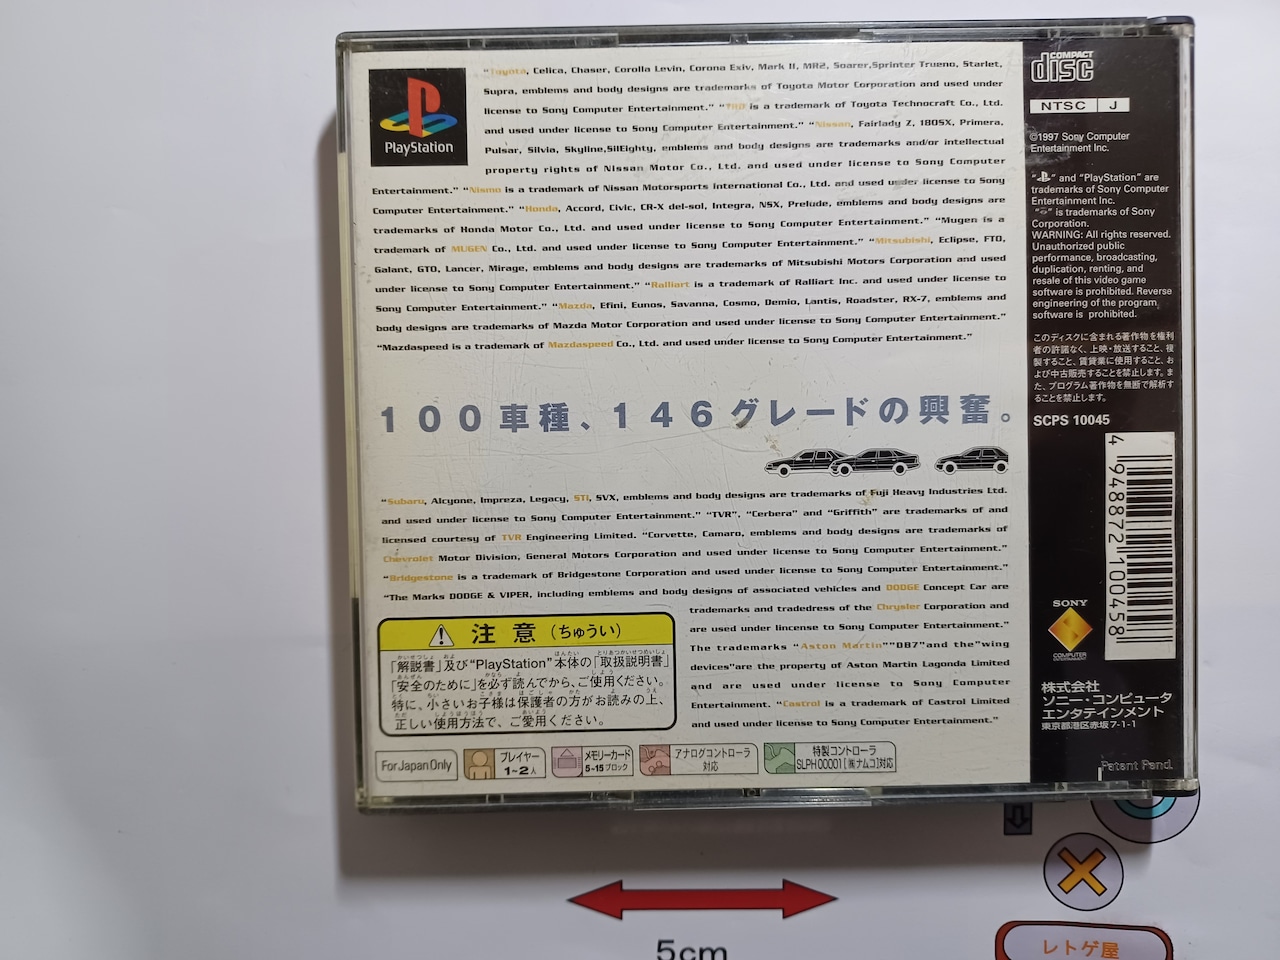 PlayStation
"Toyota, Celica, Chaser, Corolla Levin, Corona Exiv, Mark II, MR2, Soarer,Sprinter Trueno, Starlet,
Supra, emblems and body designs are trademarks of Toyota Motor Corporation and used under
license to Sony Computer Entertainment." "TRD is a trademark of Toyota Technocraft Co., Ltd.
and used under license to Sony Computer Entertainment." "Nissan, Fairlady Z, 180SX, Primera,
Pulsar, Silvia, Skyline,SilEighty, emblems and body designs are trademarks and/or intellectual
property rights of Nissan Motor Co., Ltd. and used under license to Sony Computer
Entertainment." "Nismo is a trademark of Nissan Motorsports International Co., Ltd. and used under license to Sony
Computer Entertainment." "Honda, Accord, Civic, CR-X del-sol, Integra, NSX, Prelude, emblems and body designs are
trademarks of Honda Motor Co., Ltd. and used under license to Sony Computer Entertainment." "Mugen is a
trademark of MUGEN Co., Ltd. and used under license to Sony Computer Entertainment." "Mitsubishi, Eclipse, FTO,
Galant, GTO, Lancer, Mirage, emblems and body designs are trademarks of Mitsubishi Motors Corporation and used
under license to Sony Computer Entertainment." "Ralliart is a trademark of Ralliart Inc. and used under license to
Sony Computer Entertainment." "Mazda, Efini, Eunos, Savanna, Cosmo, Demio, Lantis, Roadster, RX-7, emblems and
body designs are trademarks of Mazda Motor Corporation and used under license to Sony Computer Entertainment."
"Mazdaspeed is a trademark of Mazdaspeed Co., Ltd. and used under license to Sony Computer Entertainment."
100車種、146グレードの興奮。
"Subaru, Alcyone, Impreza, Legacy, STi, SVX, emblems and body designs are trademarks of Fuji Heavy Industries Ltd.
and used under license to Sony Computer Entertainment." "TVR", "Cerbera" and "Griffith" are trademarks of and
licensed courtesy of TVR Engineering Limited. "Corvette, Camaro, emblems and body designs are trademarks of
Chevrolet Motor Division, General Motors Corporation and used under license to Sony Computer Entertainment."
"Bridgestone is a trademark of Bridgestone Corporation and used under license to Sony Computer Entertainment."
"The Marks DODGE & VIPER, including emblems and body designs of associated vehicles and DODGE Concept Car are
trademarks and tradedress of the Chrysler Corporation and
are used under lincense to Sony Computer Entertainment."
The trademarks "Aston Martin""DB7"and the"wing
devices"are the property of Aston Martin Lagonda Limited
and are used under license to Sony Computer
Entertainment. "Castrol is a trademark of Castrol Limited
and used under license to Sony Computer Entertainment."
注意(ちゅうい)
「解説書」及び"PlayStation"本体の「取扱説明書」
「安全のために」を必ず読んでから、ご使用ください。
特に、小さいお子様は保護者の方がお読みの上、
正しい使用方法で、ご愛用ください。
For Japan Only
プレイヤー
1~2人
メモリーカード
5~15ブロック
アナログコントローラ
対応
特製コントローラ
SLPH 00001[㈱ナムコ]対応
COMPACT
disc
NTSC J
©1997 Sony Computer
Entertainment Inc.
" " and "PlayStation" are
trademarks of Sony Computer
Entertainment Inc.
" " is trademarks of Sony
Corporation.
WARNING: All rights reserved.
Unauthorized public
performance, broadcasting,
duplication, renting, and
resale of this video game
software is prohibited. Reverse
engineering of the program
software is prohibited.
このディスクに含まれる著作物を権利
者の許諾なく、上映・放送すること、複
製すること、賃貸業に使用すること、お
よび中古販売することを禁止します。ま
た、プログラム著作物を無断で解析す
ることを禁止します。
SCPS 10045
4 948872 100458
SONY
COMPUTER
ENTERTAINMENT
株式会社
ソニー・コンピュータ
エンタテインメント
東京都港区赤坂7-1-1
Patent Pend.
5cm
レトゲ屋